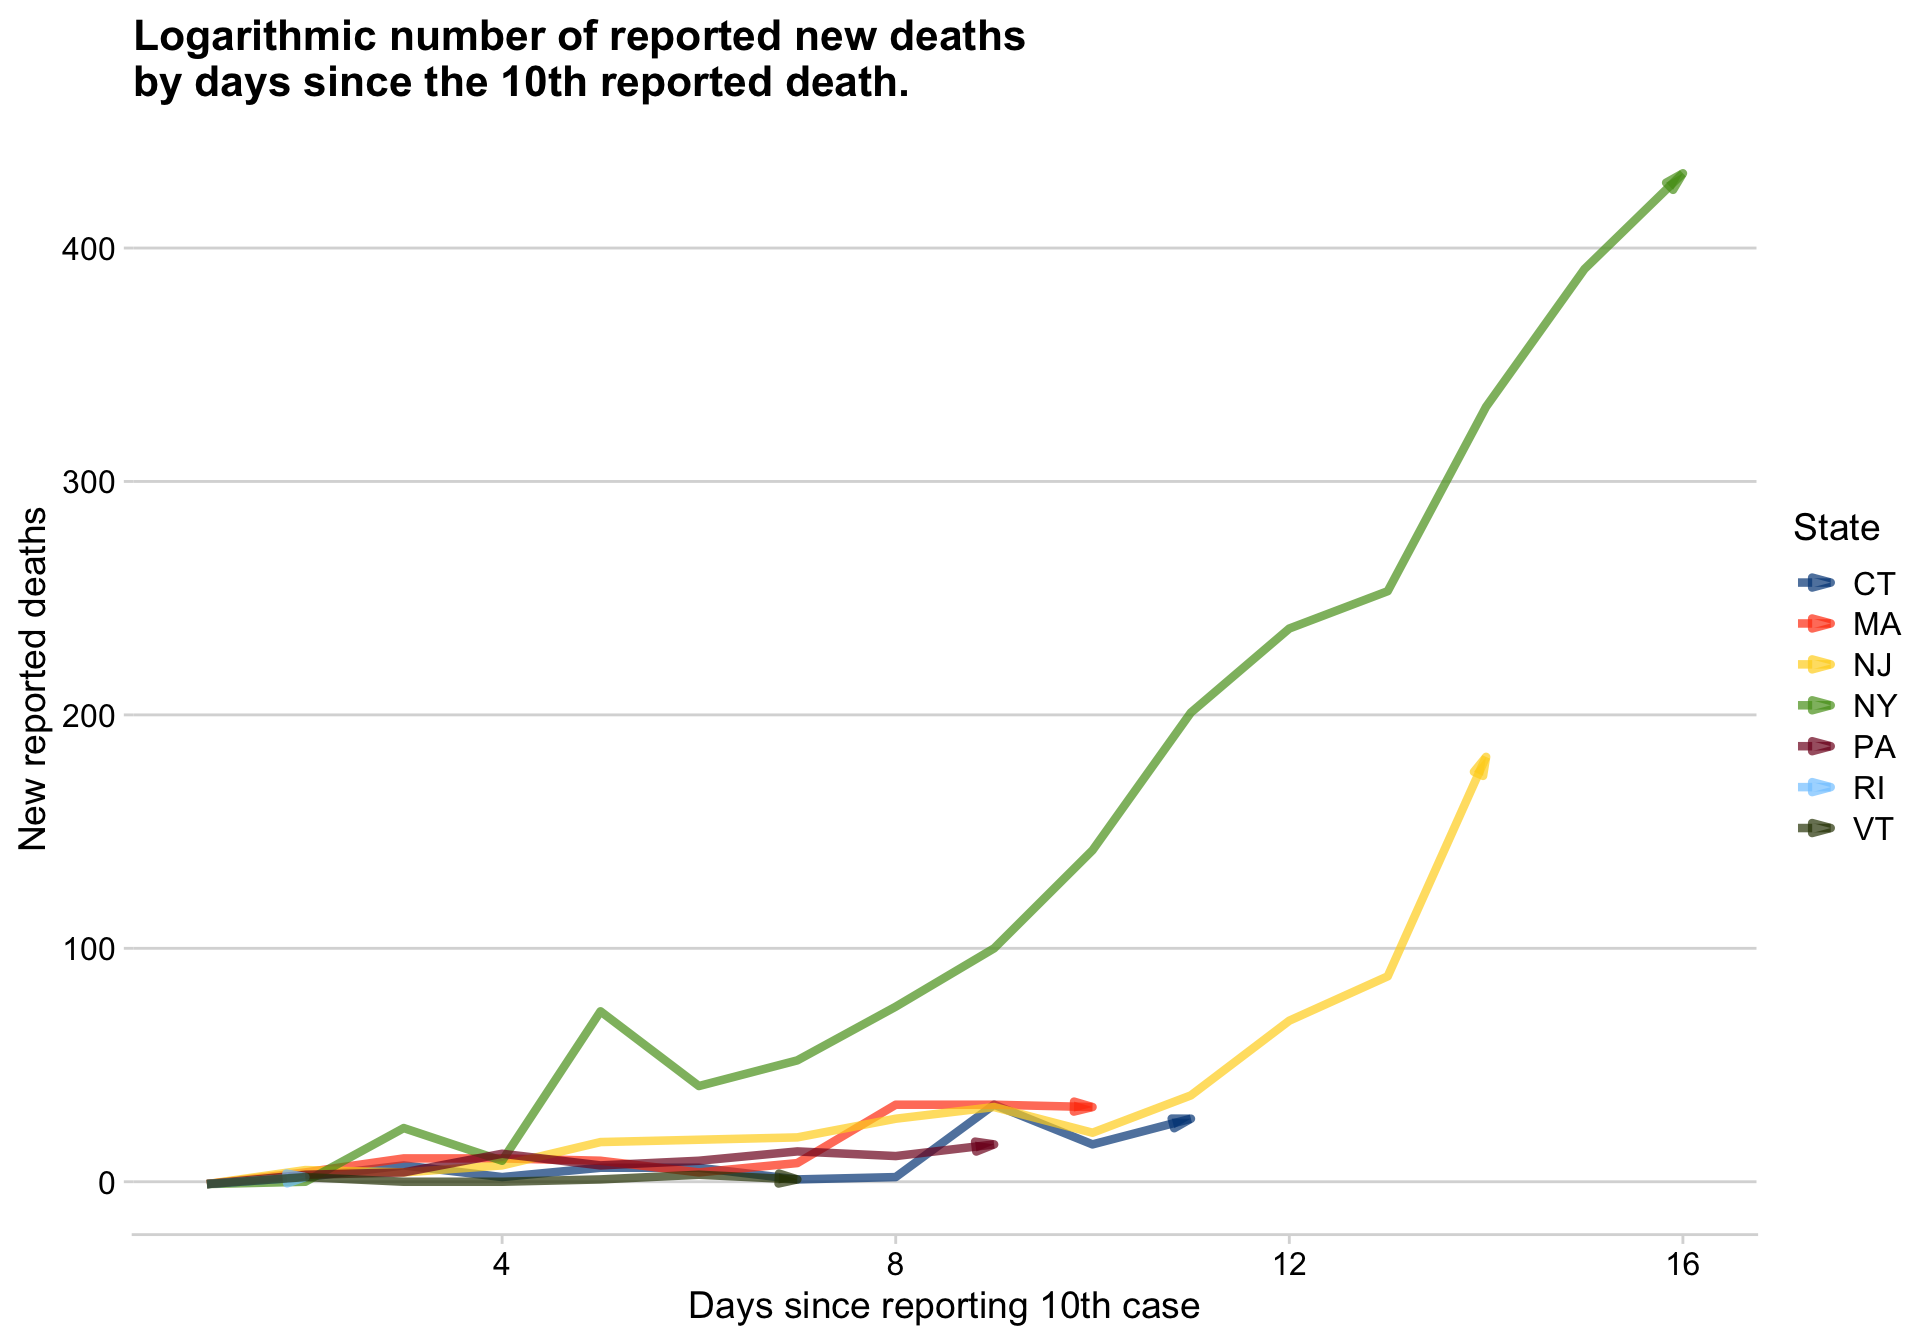 Logarithmic number of reported new deaths
by days since the 10th reported death.
New reported deaths
400
300
200
100
0
4
8
12
16
Days since reporting 10th case
State
CT
MA
NJ
NY
PA
RI
VT